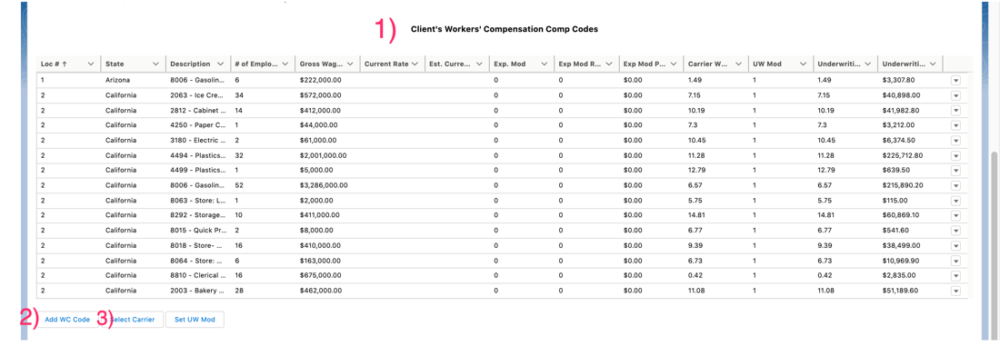 1) Client's Workers' Compensation Comp Codes
Loc # ↑ State Description # of Emplo... Gross Wag... Current Rate Est. Curre... Exp. Mod Exp Mod R... Exp Mod P... Carrier W... UW Mod Underwriti... Underwriti...
1 Arizona 8006 - Gasolin... 6 $222,000.00 0 0 $0.00 1.49 1 1.49 $3,307.80
2 California 2063 - Ice Cre... 34 $572,000.00 0 0 $0.00 7.15 1 7.15 $40,898.00
2 California 2812 - Cabinet ... 14 $412,000.00 0 0 $0.00 10.19 1 10.19 $41,982.80
2 California 4250 - Paper C... 1 $44,000.00 0 0 $0.00 7.3 1 7.3 $3,212.00
2 California 3180 - Electric ... 2 $61,000.00 0 0 $0.00 10.45 1 10.45 $6,374.50
2 California 4494 - Plastics... 32 $2,001,000.00 0 0 $0.00 11.28 1 11.28 $225,712.80
2 California 4499 - Plastics... 1 $5,000.00 0 0 $0.00 12.79 1 12.79 $639.50
2 California 8006 - Gasolin... 52 $3,286,000.00 0 0 $0.00 6.57 1 6.57 $215,890.20
2 California 8063 - Store: L... 1 $2,000.00 0 0 $0.00 5.75 1 5.75 $115.00
2 California 8292 - Storage... 10 $411,000.00 0 0 $0.00 14.81 1 14.81 $60,869.10
2 California 8015 - Quick Pr... 2 $8,000.00 0 0 $0.00 6.77 1 6.77 $541.60
2 California 8018 - Store- ... 16 $410,000.00 0 0 $0.00 9.39 1 9.39 $38,499.00
2 California 8064 - Store: ... 6 $163,000.00 0 0 $0.00 6.73 1 6.73 $10,969.90
2 California 8810 - Clerical ... 16 $675,000.00 0 0 $0.00 0.42 1 0.42 $2,835.00
2 California 2003 - Bakery ... 28 $462,000.00 0 0 $0.00 11.08 1 11.08 $51,189.60
2) Add WC Code 3) Select Carrier Set UW Mod